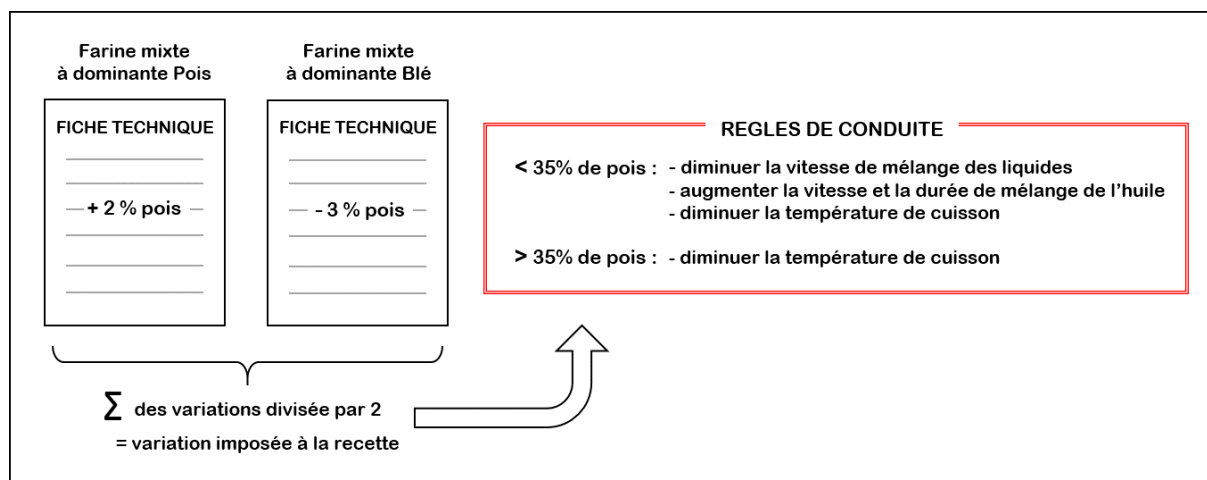 Farine mixte
à dominante Pois
Farine mixte
à dominante Blé
FICHE TECHNIQUE
+ 2 % pois
FICHE TECHNIQUE
- 3 % pois
REGLES DE CONDUITE
< 35% de pois : - diminuer la vitesse de mélange des liquides
- augmenter la vitesse et la durée de mélange de l'huile
- diminuer la température de cuisson
> 35% de pois : - diminuer la température de cuisson
Σ des variations divisée par 2
= variation imposée à la recette